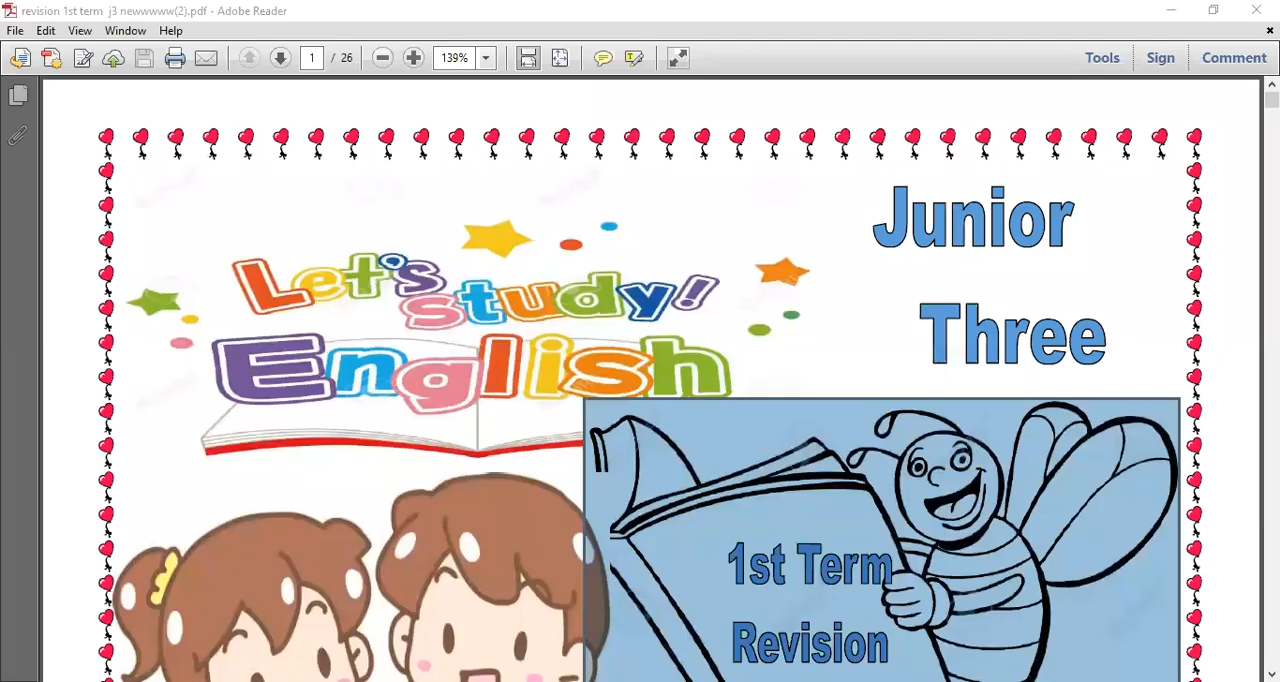 revision 1st term j3 newwwww(2).pdf - Adobe Reader
File Edit View Window Help
1 / 26 139% Tools Sign Comment
Junior
Three
Let's
study!
English
1st Term
Revision